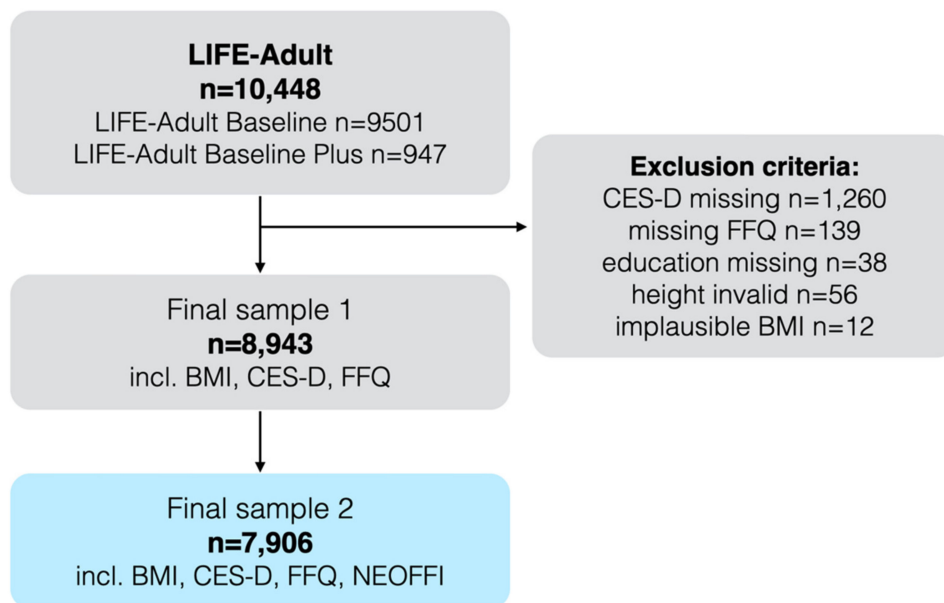 LIFE-Adult
n=10,448
LIFE-Adult Baseline n=9501
LIFE-Adult Baseline Plus n=947
Exclusion criteria:
CES-D missing n=1,260
missing FFQ n=139
education missing n=38
height invalid n=56
implausible BMI n=12
Final sample 1
n=8,943
incl. BMI, CES-D, FFQ
Final sample 2
n=7,906
incl. BMI, CES-D, FFQ, NEOFFI